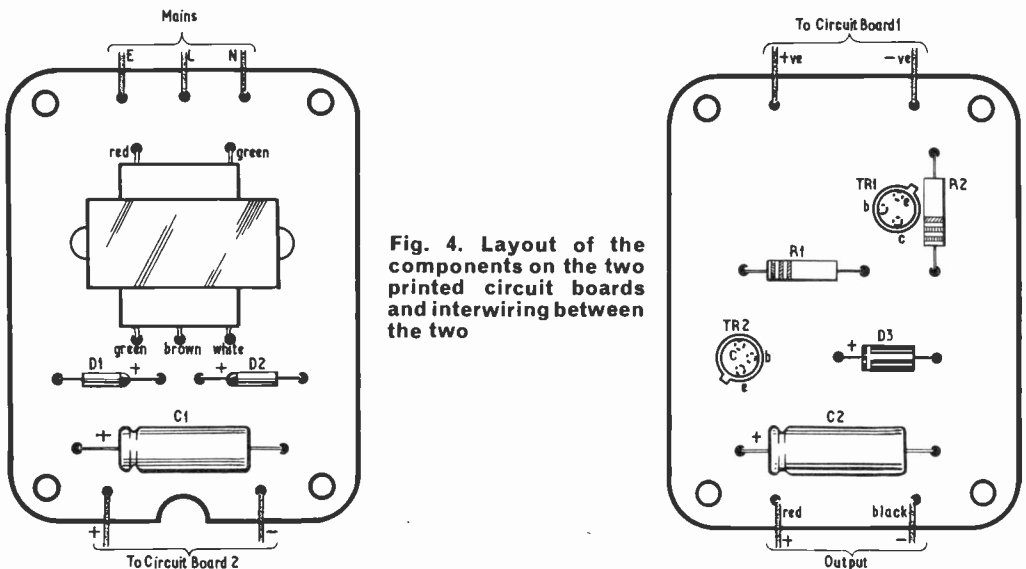 Mains
E L N
red green
green brown white
D1 + + D2
C1
+
+ -
To Circuit Board 2
Fig. 4. Layout of the
components on the two
printed circuit boards
and interwiring between
the two
To Circuit Board 1
+ve -ve
TR1 R2
e
b
c
R1
TR2
C b
e
+ D3
C2
+
red black
+ -
Output